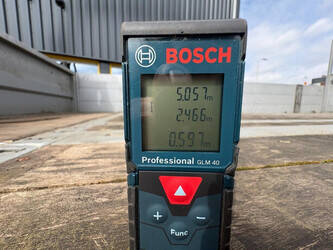 BOSCH
5.057m
2.466m
0.597m
Professional GLM 40
+ -
Func